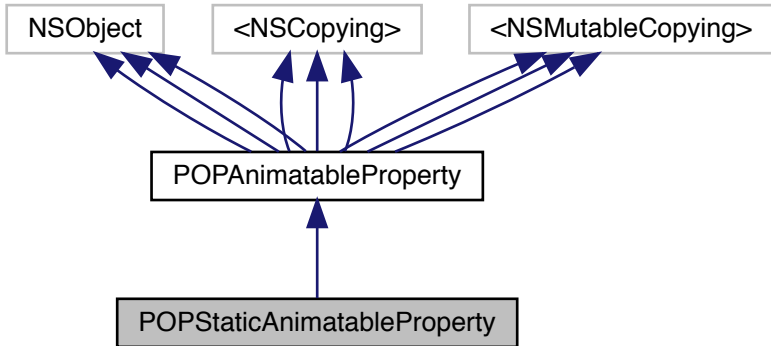 NSObject
<NSCopying>
<NSMutableCopying>
POPAnimatableProperty
POPStaticAnimatableProperty